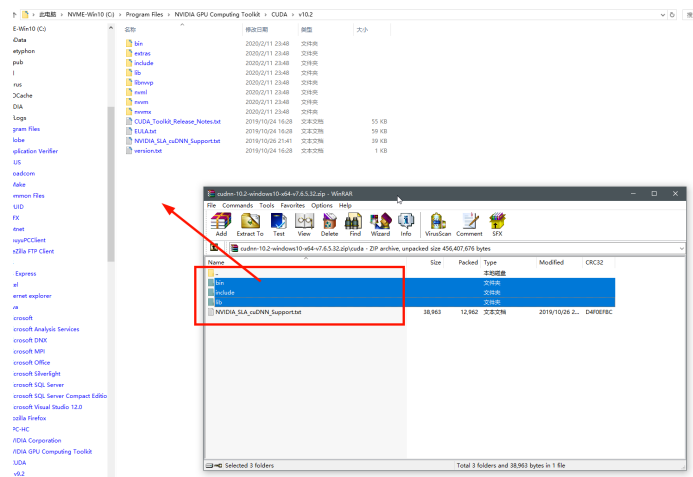 › 此电脑 › NVME-Win10 (C:) › Program Files › NVIDIA GPU Computing Toolkit › CUDA › v10.2
E-Win10 (C:)
名称 修改日期 类型 大小
bin 2020/2/11 23:48 文件夹
extras 2020/2/11 23:48 文件夹
include 2020/2/11 23:48 文件夹
lib 2020/2/11 23:48 文件夹
libnvvp 2020/2/11 23:48 文件夹
nvml 2020/2/11 23:48 文件夹
nvvm 2020/2/11 23:48 文件夹
nvvmx 2020/2/11 23:48 文件夹
CUDA_Toolkit_Release_Notes.txt 2019/10/24 16:28 文本文档 55 KB
EULA.txt 2019/10/24 16:28 文本文档 59 KB
NVIDIA_SLA_cuDNN_Support.txt 2019/10/26 21:41 文本文档 39 KB
version.txt 2019/10/24 16:28 文本文档 1 KB
Data
etyphon
pub
rus
OCache
DIA
Logs
gram Files
lobe
plication Verifier
US
oadcom
Make
mmon Files
UID
FX
tnet
uyuPCClient
eZilla FTP Client
Express
el
ernet explorer
va
crosoft
crosoft Analysis Services
crosoft DNX
crosoft MPI
crosoft Office
crosoft Silverlight
crosoft SQL Server
crosoft SQL Server Compact Editio
crosoft Visual Studio 12.0
ozilla Firefox
PC-HC
VIDIA Corporation
VIDIA GPU Computing Toolkit
UDA
v9.2
cudnn-10.2-windows10-x64-v7.6.5.32.zip - WinRAR
File Commands Tools Favorites Options Help
Add Extract To Test View Delete Find Wizard Info VirusScan Comment SFX
cudnn-10.2-windows10-x64-v7.6.5.32.zip\cuda - ZIP archive, unpacked size 456,407,676 bytes
Name Size Packed Type Modified CRC32
.. 本地磁盘
bin 文件夹
include 文件夹
lib 文件夹
NVIDIA_SLA_cuDNN_Support.txt 38,963 12,962 文本文档 2019/10/26 2... D4F0EFBC
Selected 3 folders Total 3 folders and 38,963 bytes in 1 file